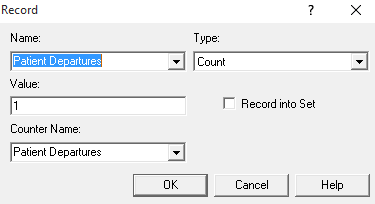 Record
Name: Type:
Patient Departures Count
Value:
1 Record into Set
Counter Name:
Patient Departures
OK Cancel Help